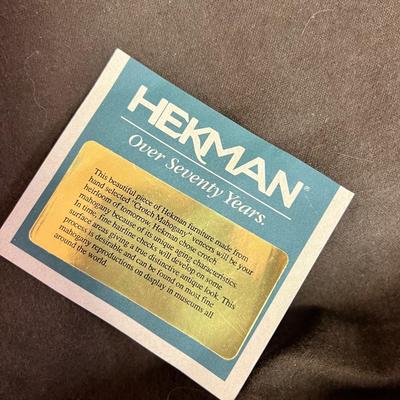 HEKMAN®
Over Seventy Years.
This beautiful piece of Hekman furniture made from
hand selected "Crotch Mahogany", veneers will be your
heirloom of tomorrow. Hekman chose crotch
mahogany because of its unique aging characteristics.
In time, fine hairline checks will develop on some
surface areas giving a true distinctive antique look. This
process is desirable, and can be found on most fine
mahogany reproductions on display in museums all
around the world.